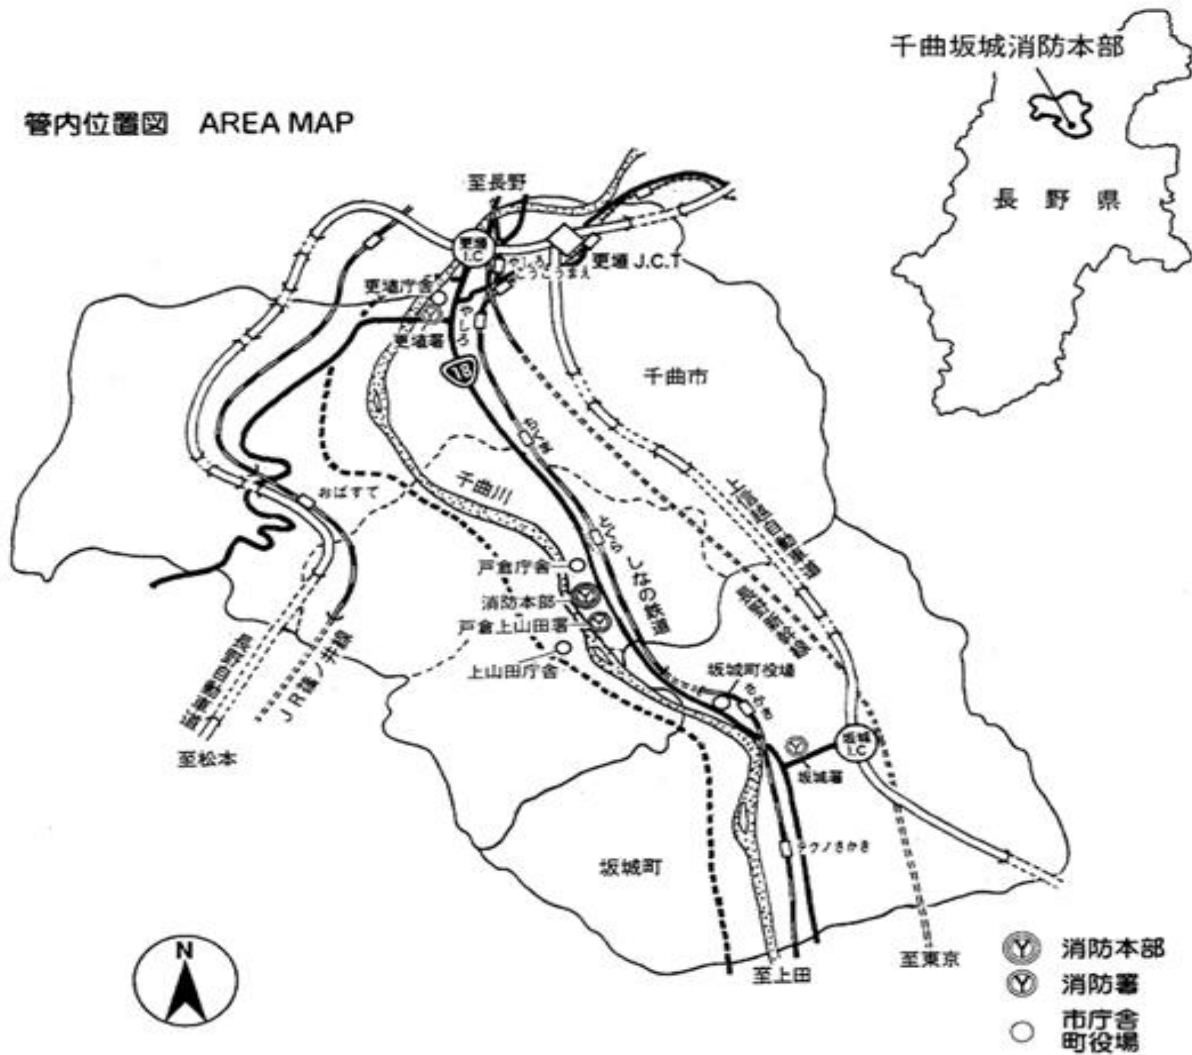 千曲坂城消防本部
管内位置図 AREA MAP
長野県
至長野
更埴
I.C
やしろ
こうこうまえ
更埴 J.C.T
更埴庁舎
更埴署
やしろ
18
千曲市
千曲川
おばすて
上信越自動車道
しなの鉄道
戸倉庁舎
消防本部
戸倉上山田署
上山田庁舎
長野自動車道
JR篠ノ井線
至松本
坂城町役場
さかき
坂城
I.C
坂城署
テクノさかき
坂城町
至上田
至東京
N
消防本部
消防署
市庁舎
町役場